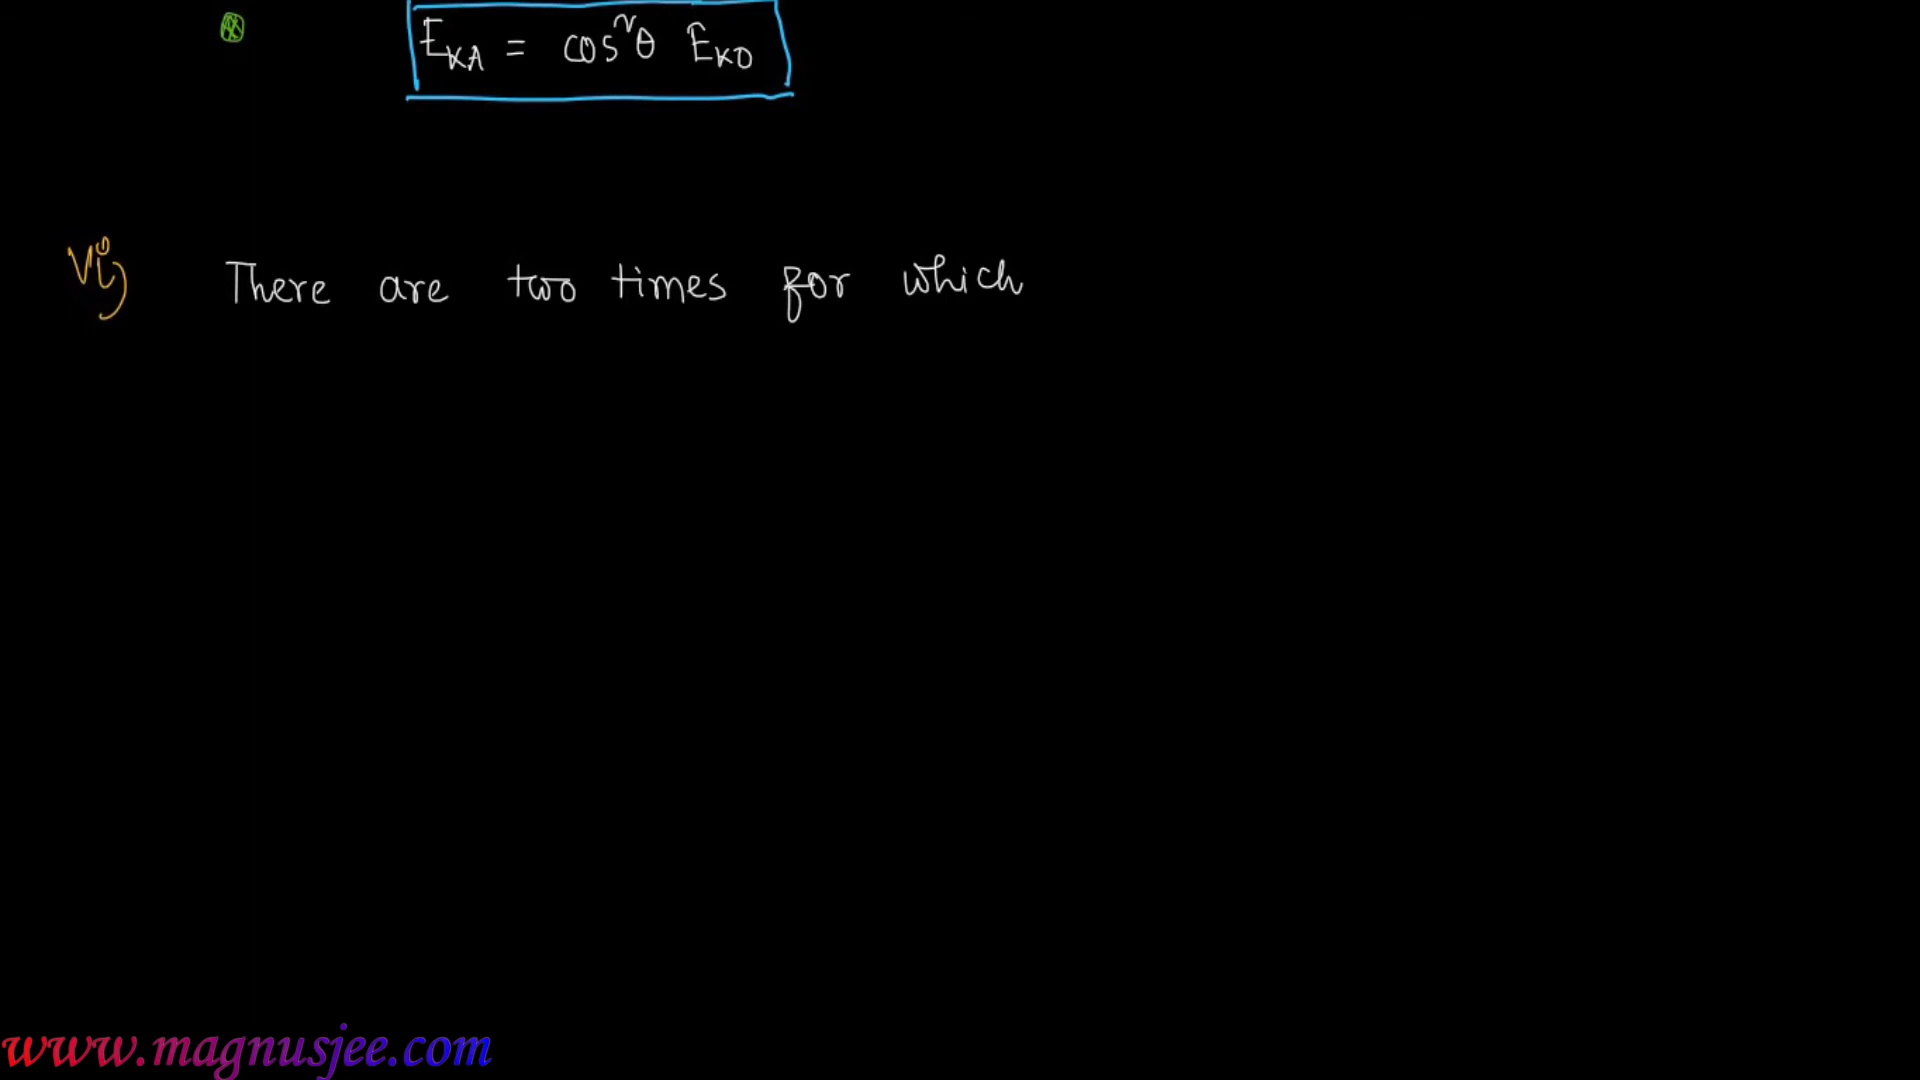 E_KA = cos²θ E_KO
vi) There are two times for which
www.magnusjee.com